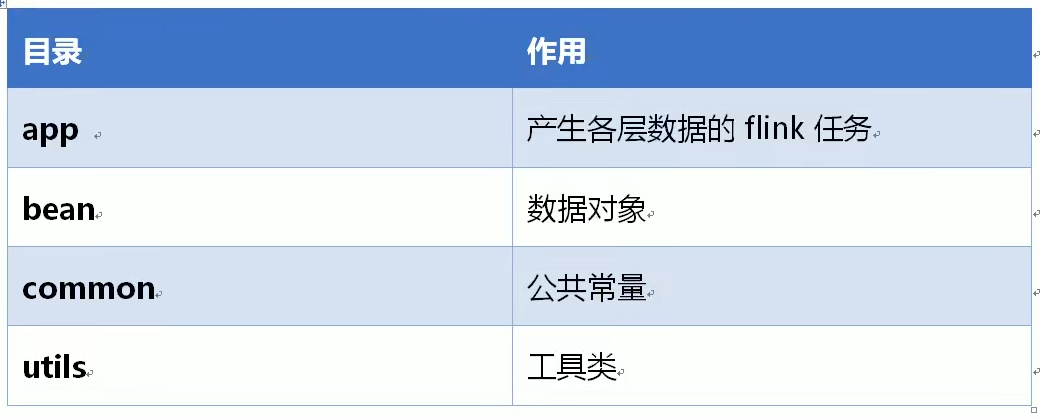 目录 作用
app 产生各层数据的 flink 任务
bean 数据对象
common 公共常量
utils 工具类